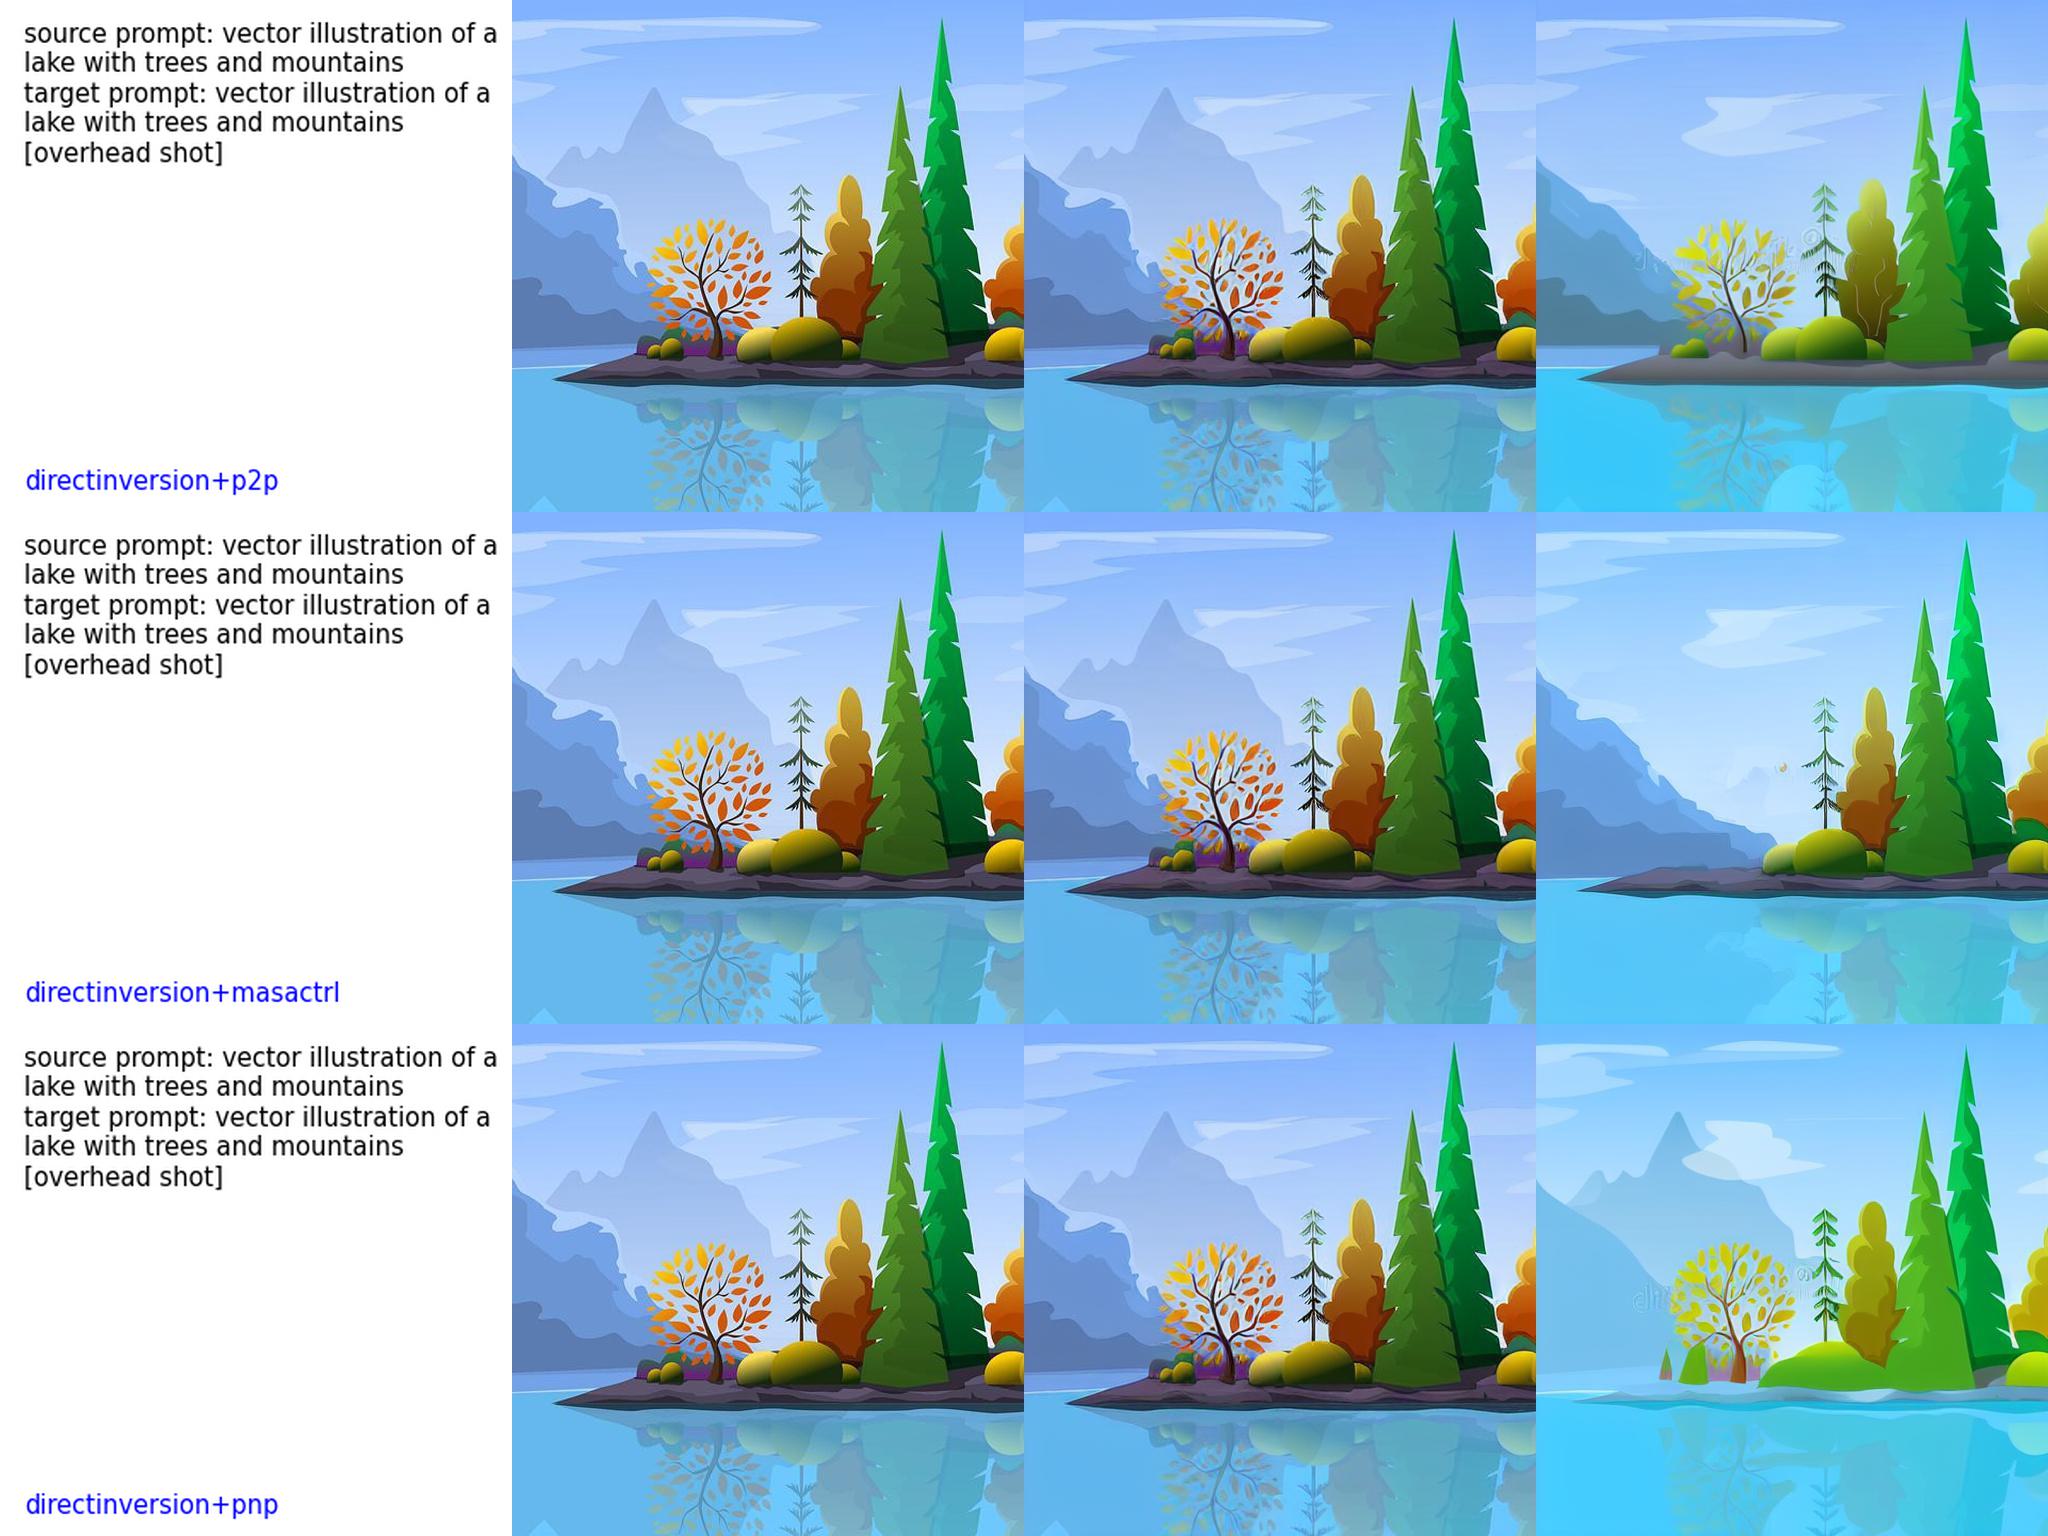 source prompt: vector illustration of a
lake with trees and mountains
target prompt: vector illustration of a
lake with trees and mountains
[overhead shot]
directinversion+p2p
source prompt: vector illustration of a
lake with trees and mountains
target prompt: vector illustration of a
lake with trees and mountains
[overhead shot]
directinversion+masactrl
source prompt: vector illustration of a
lake with trees and mountains
target prompt: vector illustration of a
lake with trees and mountains
[overhead shot]
directinversion+pnp